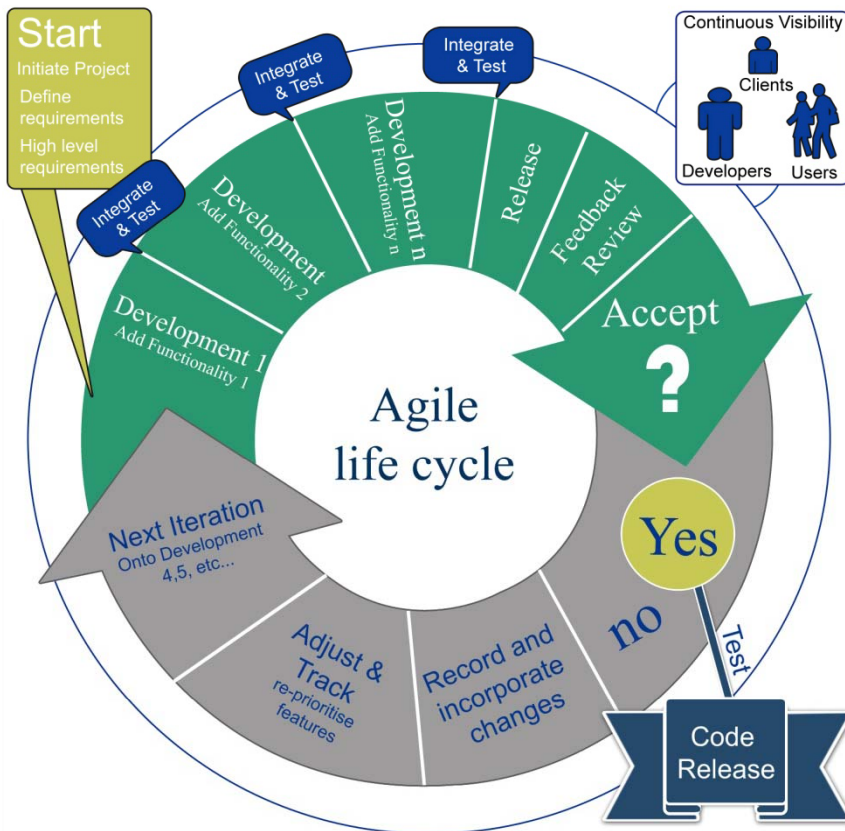 Start
Initiate Project
Define
requirements
High level
requirements
Integrate
& Test
Integrate
& Test
Integrate
& Test
Continuous Visibility
Clients
Developers
Users
Development 1
Add Functionality 1
Development
Add Functionality 2
Development n
Add Functionality n
Release
Feedback
Review
Accept
?
Agile
life cycle
Yes
no
Test
Code
Release
Record and
incorporate
changes
Adjust &
Track
re-prioritise
features
Next Iteration
Onto Development
4,5, etc...